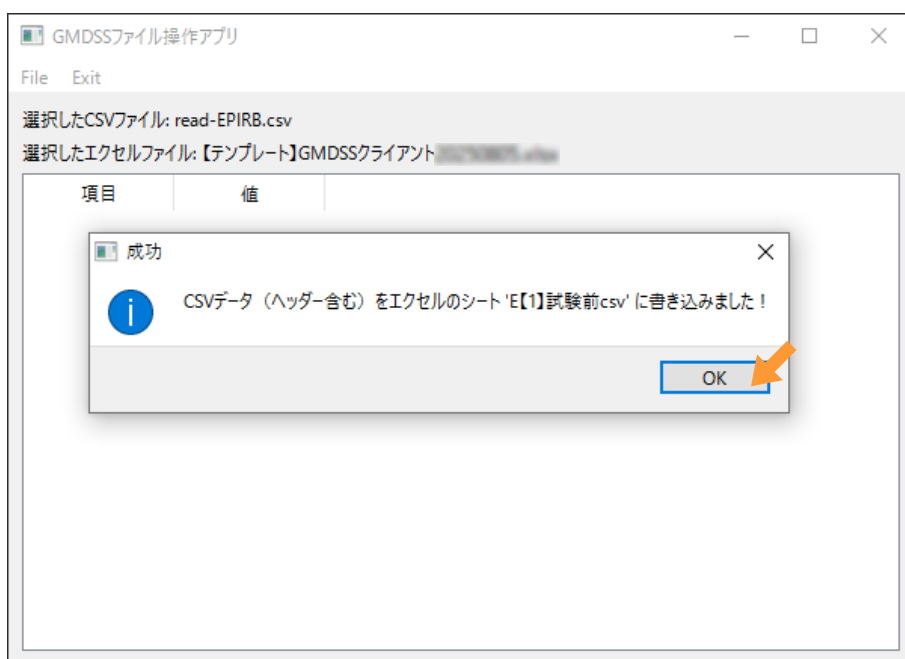 GMDSSファイル操作アプリ
File Exit
選択したCSVファイル: read-EPIRB.csv
選択したエクセルファイル:【テンプレート】GMDSSクライアント
項目 値
成功
CSVデータ（ヘッダー含む）をエクセルのシート 'E【1】試験前csv' に書き込みました！
OK